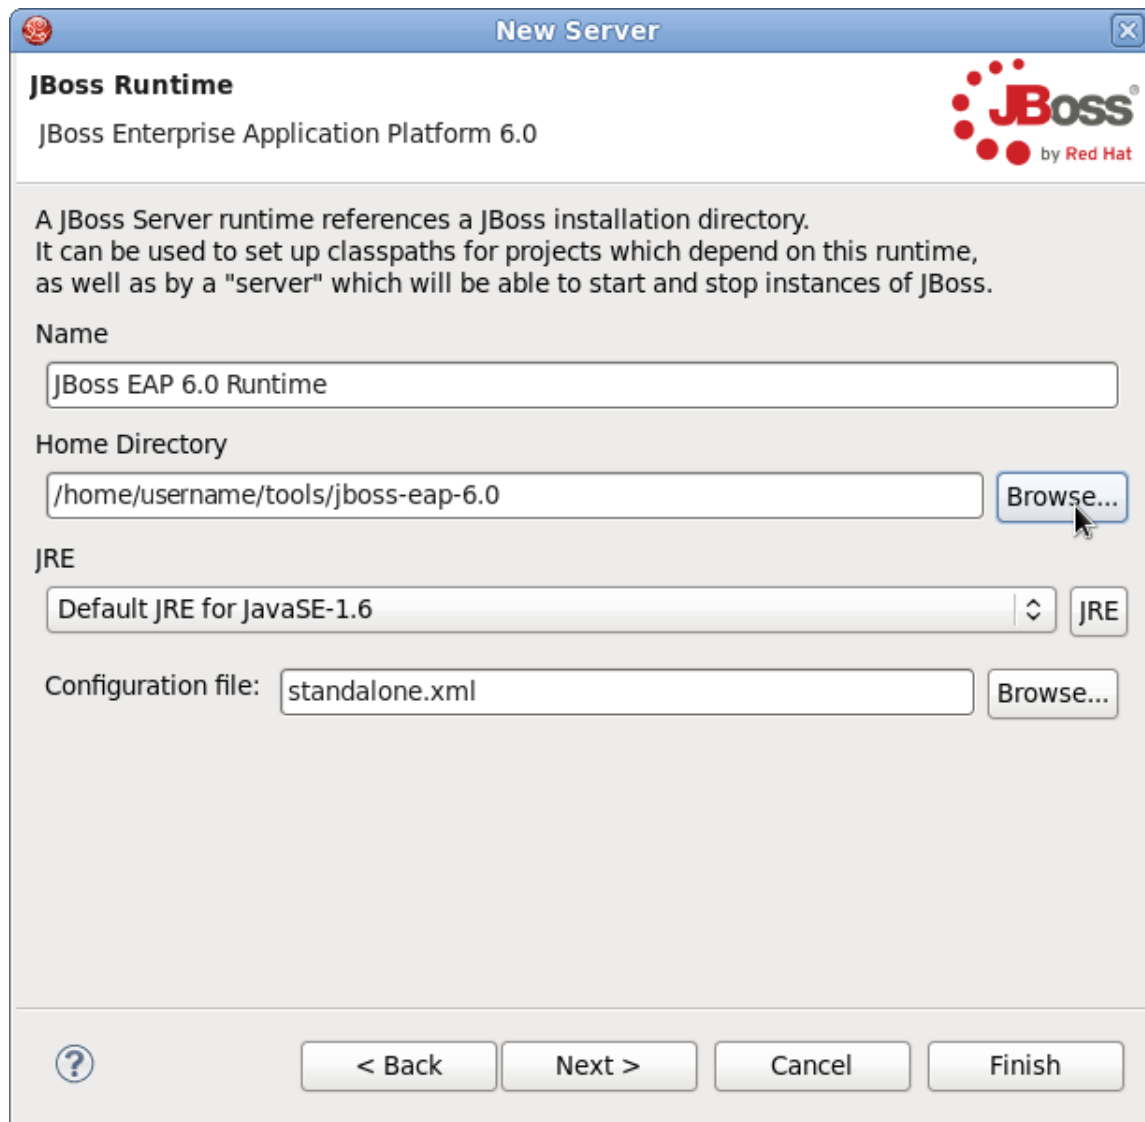 New Server
JBoss Runtime
JBoss Enterprise Application Platform 6.0
JBoss®
by Red Hat
A JBoss Server runtime references a JBoss installation directory.
It can be used to set up classpaths for projects which depend on this runtime,
as well as by a "server" which will be able to start and stop instances of JBoss.
Name
JBoss EAP 6.0 Runtime
Home Directory
/home/username/tools/jboss-eap-6.0
Browse...
JRE
Default JRE for JavaSE-1.6
JRE
Configuration file:
standalone.xml
Browse...
?
< Back
Next >
Cancel
Finish